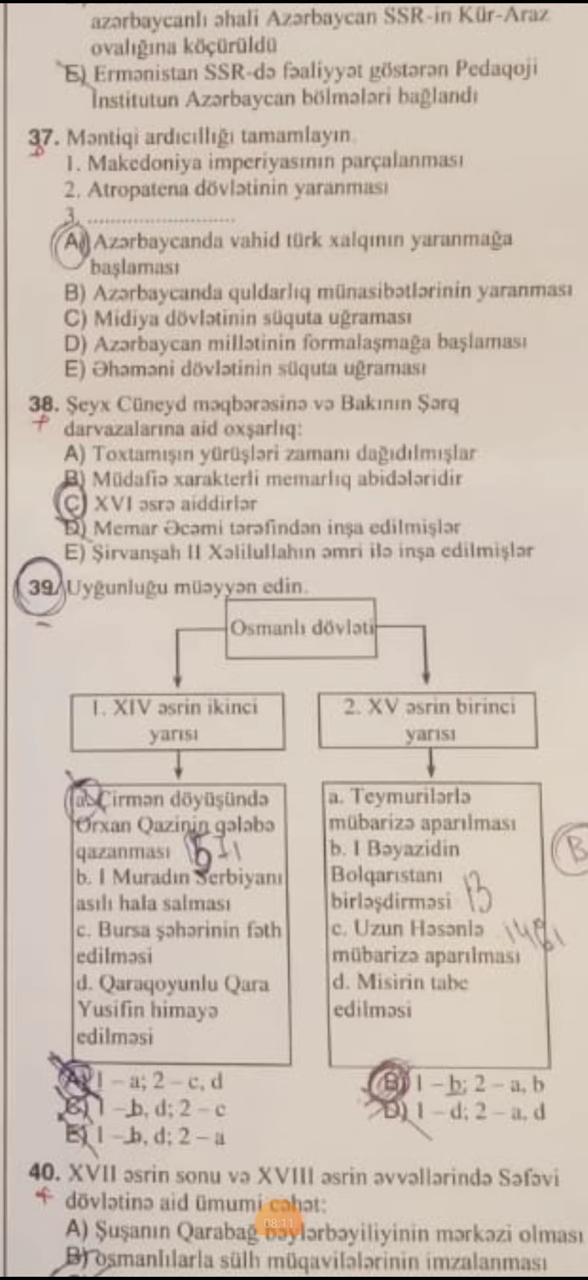 azərbaycanlı əhali Azərbaycan SSR-in Kür-Araz
ovalığına köçürüldü
E) Ermənistan SSR-də fəaliyyət göstərən Pedaqoji
İnstitutun Azərbaycan bölmələri bağlandı
37. Məntiqi ardıcıllığı tamamlayın.
1. Makedoniya imperiyasının parçalanması
2. Atropatena dövlətinin yaranması
3. ..............................
A) Azərbaycanda vahid türk xalqının yaranmağa
başlaması
B) Azərbaycanda quldarlıq münasibətlərinin yaranması
C) Midiya dövlətinin süquta uğraması
D) Azərbaycan millətinin formalaşmağa başlaması
E) Əhəməni dövlətinin süquta uğraması
38. Şeyx Cüneyd məqbərəsinə və Bakının Şərq
darvazalarına aid oxşarlıq:
A) Toxtamışın yürüşləri zamanı dağıdılmışlar
B) Müdafiə xarakterli memarlıq abidələridir
C) XVI əsrə aiddirlər
D) Memar Əcəmi tərəfindən inşa edilmişlər
E) Şirvanşah II Xəlilullahın əmri ilə inşa edilmişlər
39. Uyğunluğu müəyyən edin.
Osmanlı dövləti
1. XIV əsrin ikinci
yarısı
a. Çirmən döyüşündə
Orxan Qazinin qələbə
qazanması
b. I Muradın Serbiyanı
asılı hala salması
c. Bursa şəhərinin fəth
edilməsi
d. Qaraqoyunlu Qara
Yusifin himayə
edilməsi
2. XV əsrin birinci
yarısı
a. Teymurilərlə
mübarizə aparılması
b. I Bəyazidin
Bolqarıstanı
birləşdirməsi 13
c. Uzun Həsənlə
mübarizə aparılması
d. Misirin tabe
edilməsi
B
A) 1 – a; 2 – c, d
B) 1 – b; 2 – a, b
C) 1 – b, d; 2 – c
D) 1 – d; 2 – a, d
E) 1 – b, d; 2 – a
40. XVII əsrin sonu və XVIII əsrin əvvəllərində Səfəvi
dövlətinə aid ümumi cəhət:
A) Şuşanın Qarabağ bəylərbəyiliyinin mərkəzi olması
08:11
B) osmanlılarla sülh müqavilələrinin imzalanması